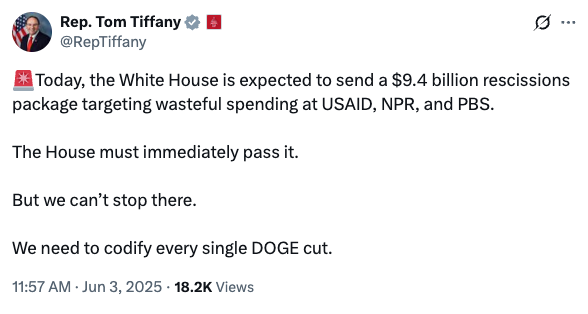 Rep. Tom Tiffany
@RepTiffany
🚨Today, the White House is expected to send a $9.4 billion rescissions
package targeting wasteful spending at USAID, NPR, and PBS.
The House must immediately pass it.
But we can’t stop there.
We need to codify every single DOGE cut.
11:57 AM · Jun 3, 2025 · 18.2K Views